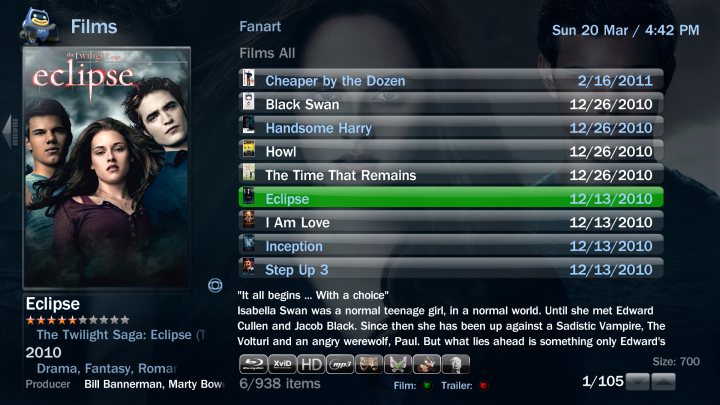 Films
Fanart
Sun 20 Mar / 4:42 PM
Films All
the twilight saga
eclipse
Cheaper by the Dozen 2/16/2011
Black Swan 12/26/2010
Handsome Harry 12/26/2010
Howl 12/26/2010
The Time That Remains 12/26/2010
Eclipse 12/13/2010
I Am Love 12/13/2010
Inception 12/13/2010
Step Up 3 12/13/2010
Eclipse
The Twilight Saga: Eclipse (T
2010
Drama, Fantasy, Roman
Producer Bill Bannerman, Marty Bowe
"It all begins ... With a choice"
Isabella Swan was a normal teenage girl, in a normal world. Until she met Edward
Cullen and Jacob Black. Since then she has been up against a Sadistic Vampire, The
Volturi and an angry werewolf, Paul. But what lies ahead is something only Edward's
Blu-ray XviD HD mp3
Size: 700
6/938 items
Film: Trailer:
1/105